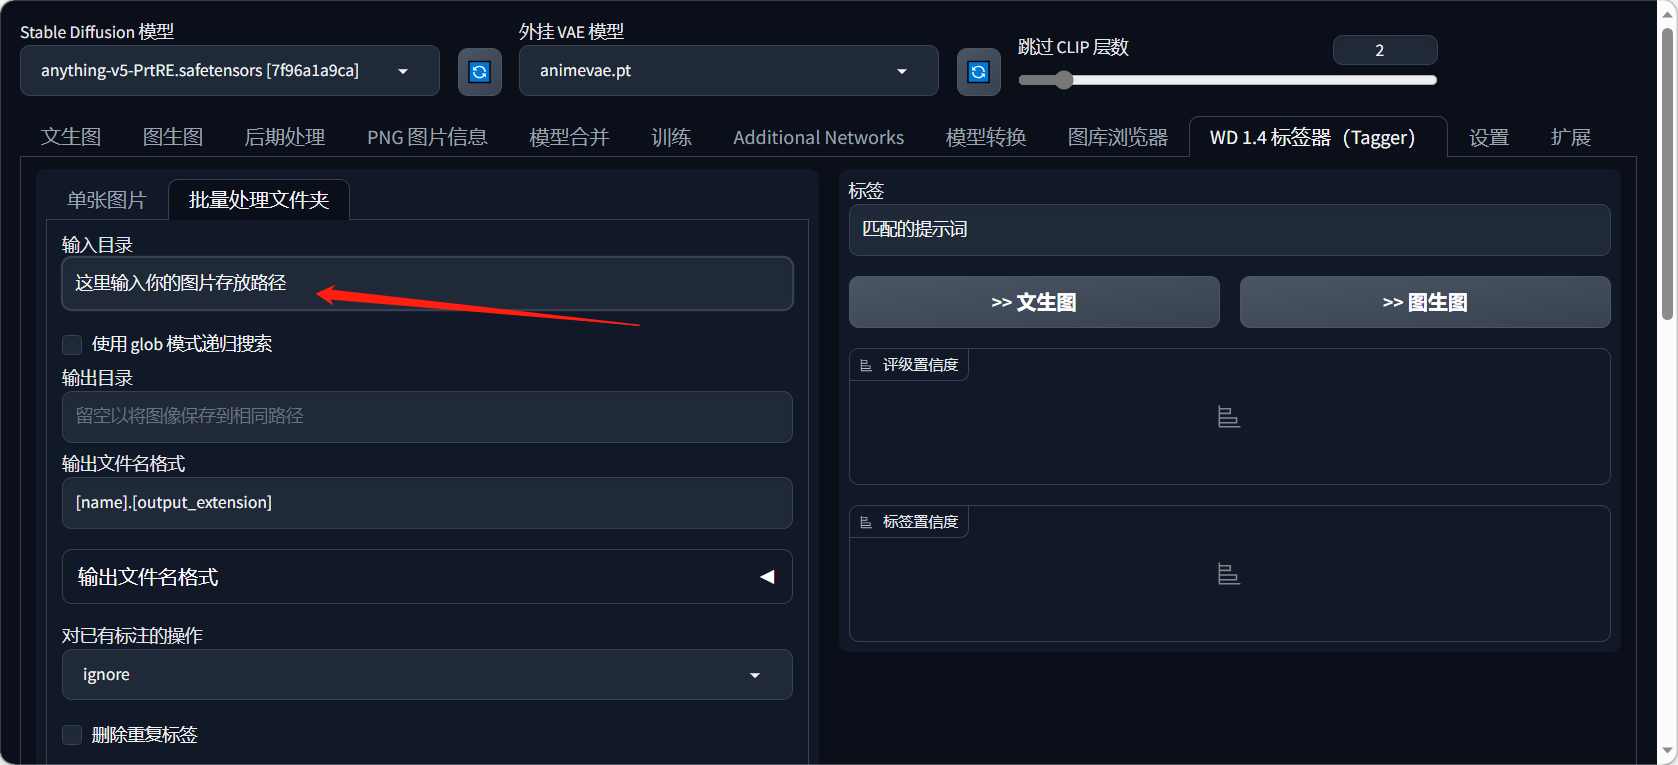 Stable Diffusion 模型
anything-v5-PrtRE.safetensors [7f96a1a9ca]
外挂 VAE 模型
animevae.pt
跳过 CLIP 层数
2
文生图
图生图
后期处理
PNG 图片信息
模型合并
训练
Additional Networks
模型转换
图库浏览器
WD 1.4 标签器（Tagger）
设置
扩展
单张图片
批量处理文件夹
输入目录
这里输入你的图片存放路径
使用 glob 模式递归搜索
输出目录
留空以将图像保存到相同路径
输出文件名格式
[name].[output_extension]
输出文件名格式
对已有标注的操作
ignore
删除重复标签
标签
匹配的提示词
>> 文生图
>> 图生图
评级置信度
标签置信度